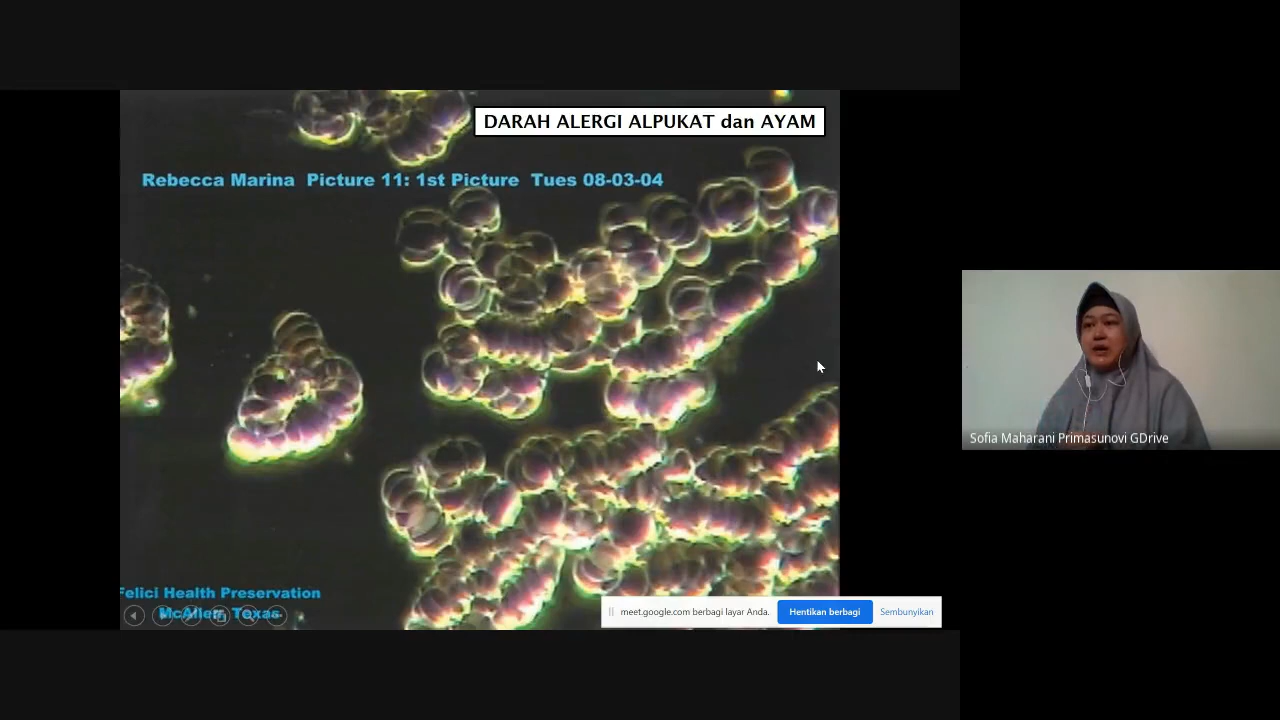 DARAH ALERGI ALPUKAT dan AYAM
Rebecca Marina Picture 11: 1st Picture Tues 08-03-04
Felici Health Preservation
McAllen, Texas
meet.google.com berbagi layar Anda.
Hentikan berbagi
Sembunyikan
Sofia Maharani Primasunovi GDrive